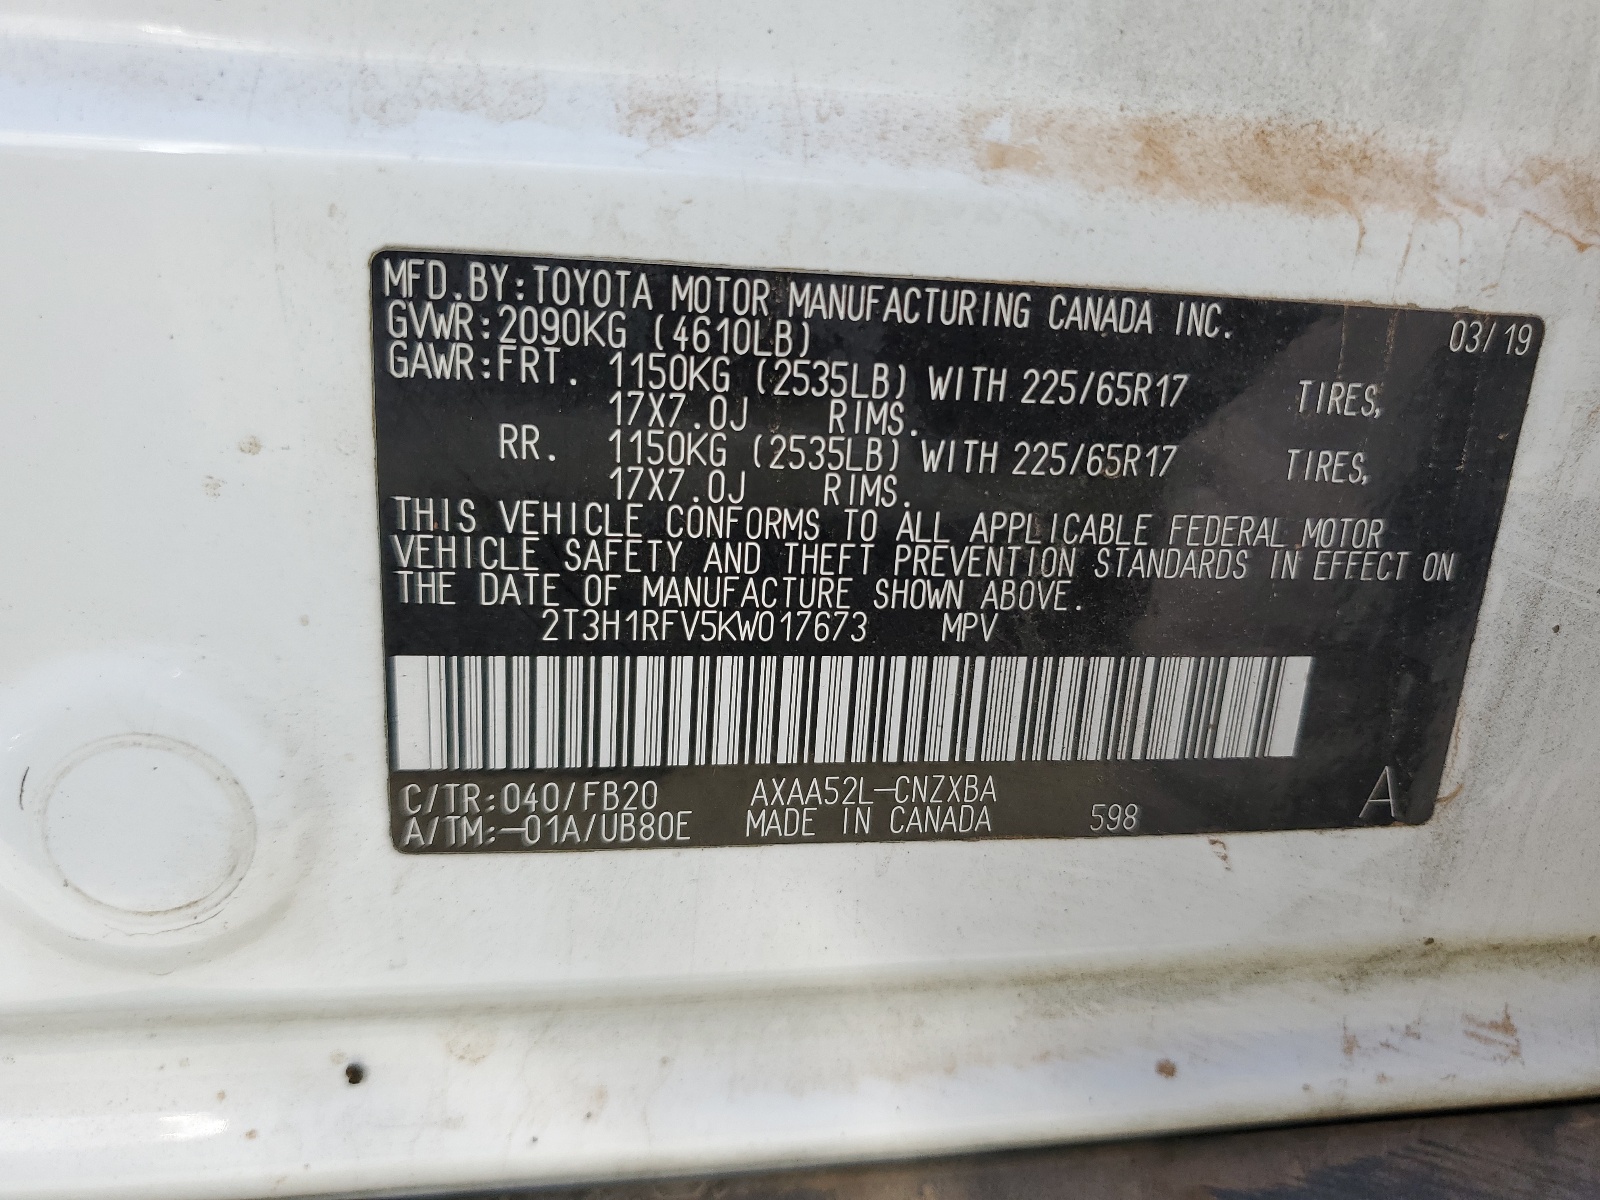 MFD.BY:TOYOTA MOTOR MANUFACTURING CANADA INC. 03/19
GVWR:2090KG (4610LB)
GAWR:FRT. 1150KG (2535LB) WITH 225/65R17 TIRES,
17X7.0J RIMS.
RR. 1150KG (2535LB) WITH 225/65R17 TIRES,
17X7.0J RIMS.
THIS VEHICLE CONFORMS TO ALL APPLICABLE FEDERAL MOTOR
VEHICLE SAFETY AND THEFT PREVENTION STANDARDS IN EFFECT ON
THE DATE OF MANUFACTURE SHOWN ABOVE.
2T3H1RFV5KW017673 MPV
C/TR:040/FB20 AXAA52L-CNZXBA A
A/TM:-01A/UB80E MADE IN CANADA 598